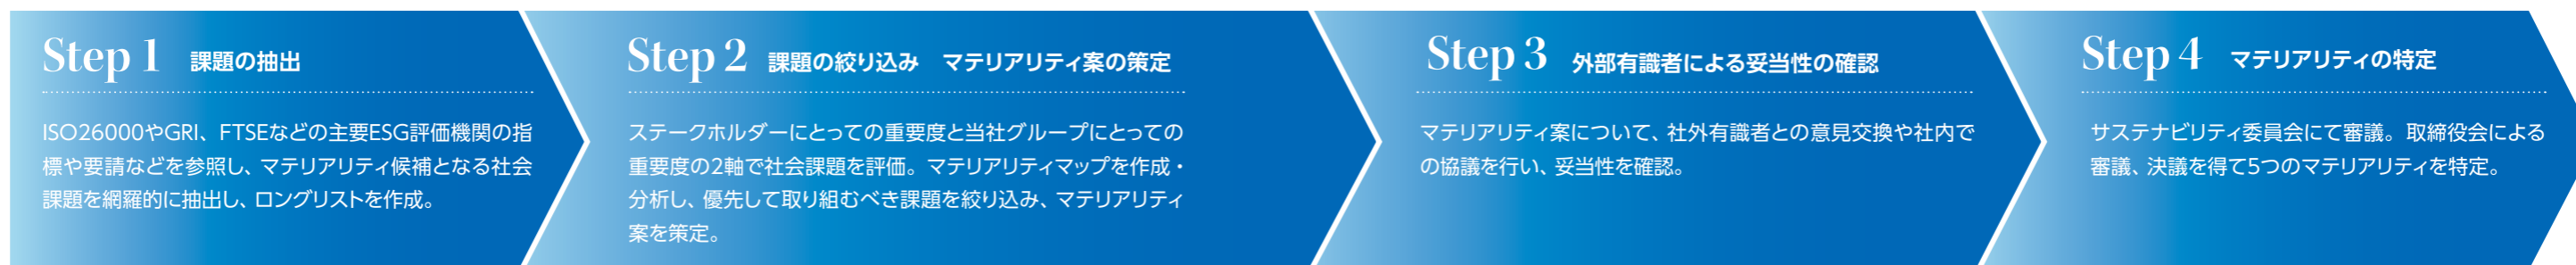 Step 1 課題の抽出
ISO26000やGRI、FTSEなどの主要ESG評価機関の指
標や要請などを参照し、マテリアリティ候補となる社会
課題を網羅的に抽出し、ロングリストを作成。
Step 2 課題の絞り込み　マテリアリティ案の策定
ステークホルダーにとっての重要度と当社グループにとっての
重要度の2軸で社会課題を評価。マテリアリティマップを作成・
分析し、優先して取り組むべき課題を絞り込み、マテリアリティ
案を策定。
Step 3 外部有識者による妥当性の確認
マテリアリティ案について、社外有識者との意見交換や社内で
の協議を行い、妥当性を確認。
Step 4 マテリアリティの特定
サステナビリティ委員会にて審議。取締役会による
審議、決議を得て5つのマテリアリティを特定。